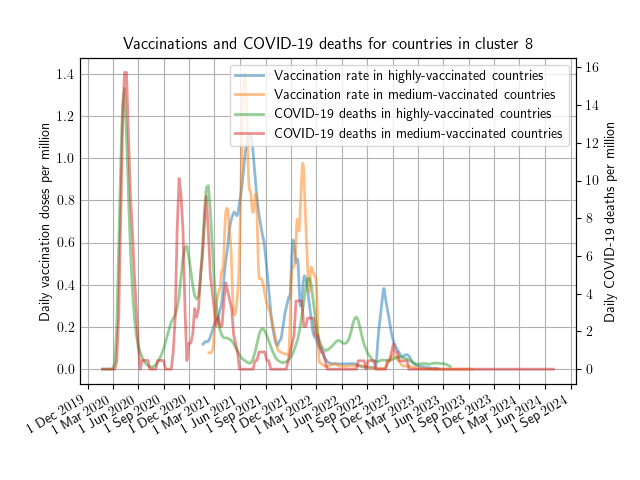 Vaccinations and COVID-19 deaths for countries in cluster 8
Vaccination rate in highly-vaccinated countries
Vaccination rate in medium-vaccinated countries
COVID-19 deaths in highly-vaccinated countries
COVID-19 deaths in medium-vaccinated countries
Daily vaccination doses per million
1.4
1.2
1.0
0.8
0.6
0.4
0.2
0.0
Daily COVID-19 deaths per million
16
14
12
10
8
6
4
2
0
1 Dec 2019
1 Mar 2020
1 Jun 2020
1 Sep 2020
1 Dec 2020
1 Mar 2021
1 Jun 2021
1 Sep 2021
1 Dec 2021
1 Mar 2022
1 Jun 2022
1 Sep 2022
1 Dec 2022
1 Mar 2023
1 Jun 2023
1 Sep 2023
1 Dec 2023
1 Mar 2024
1 Jun 2024
1 Sep 2024